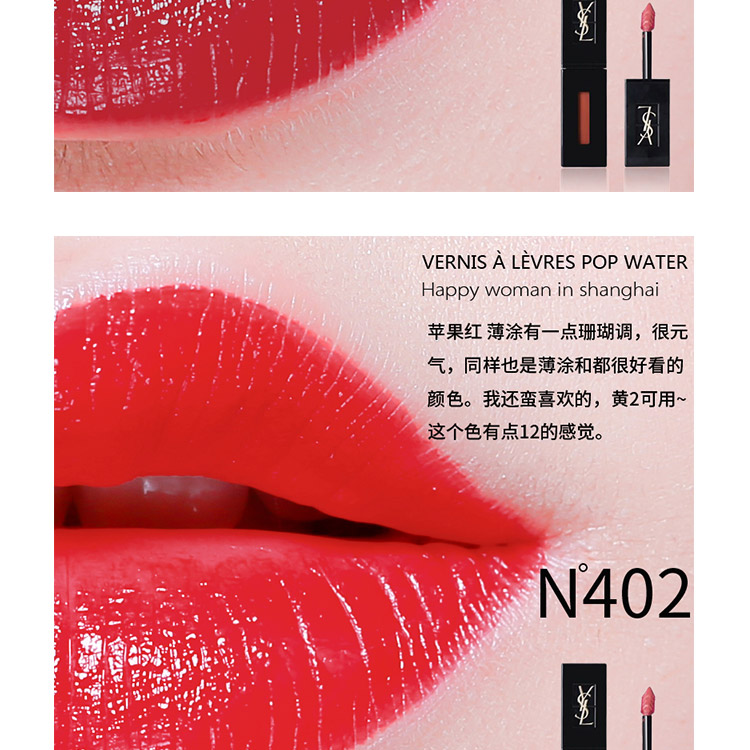 YSL
YSL
VERNIS À LÈVRES POP WATER
Happy woman in shanghai
苹果红 薄涂有一点珊瑚调，很元
气，同样也是薄涂和都很好看的
颜色。我还蛮喜欢的，黄2可用~
这个色有点12的感觉。
N°402
YSL